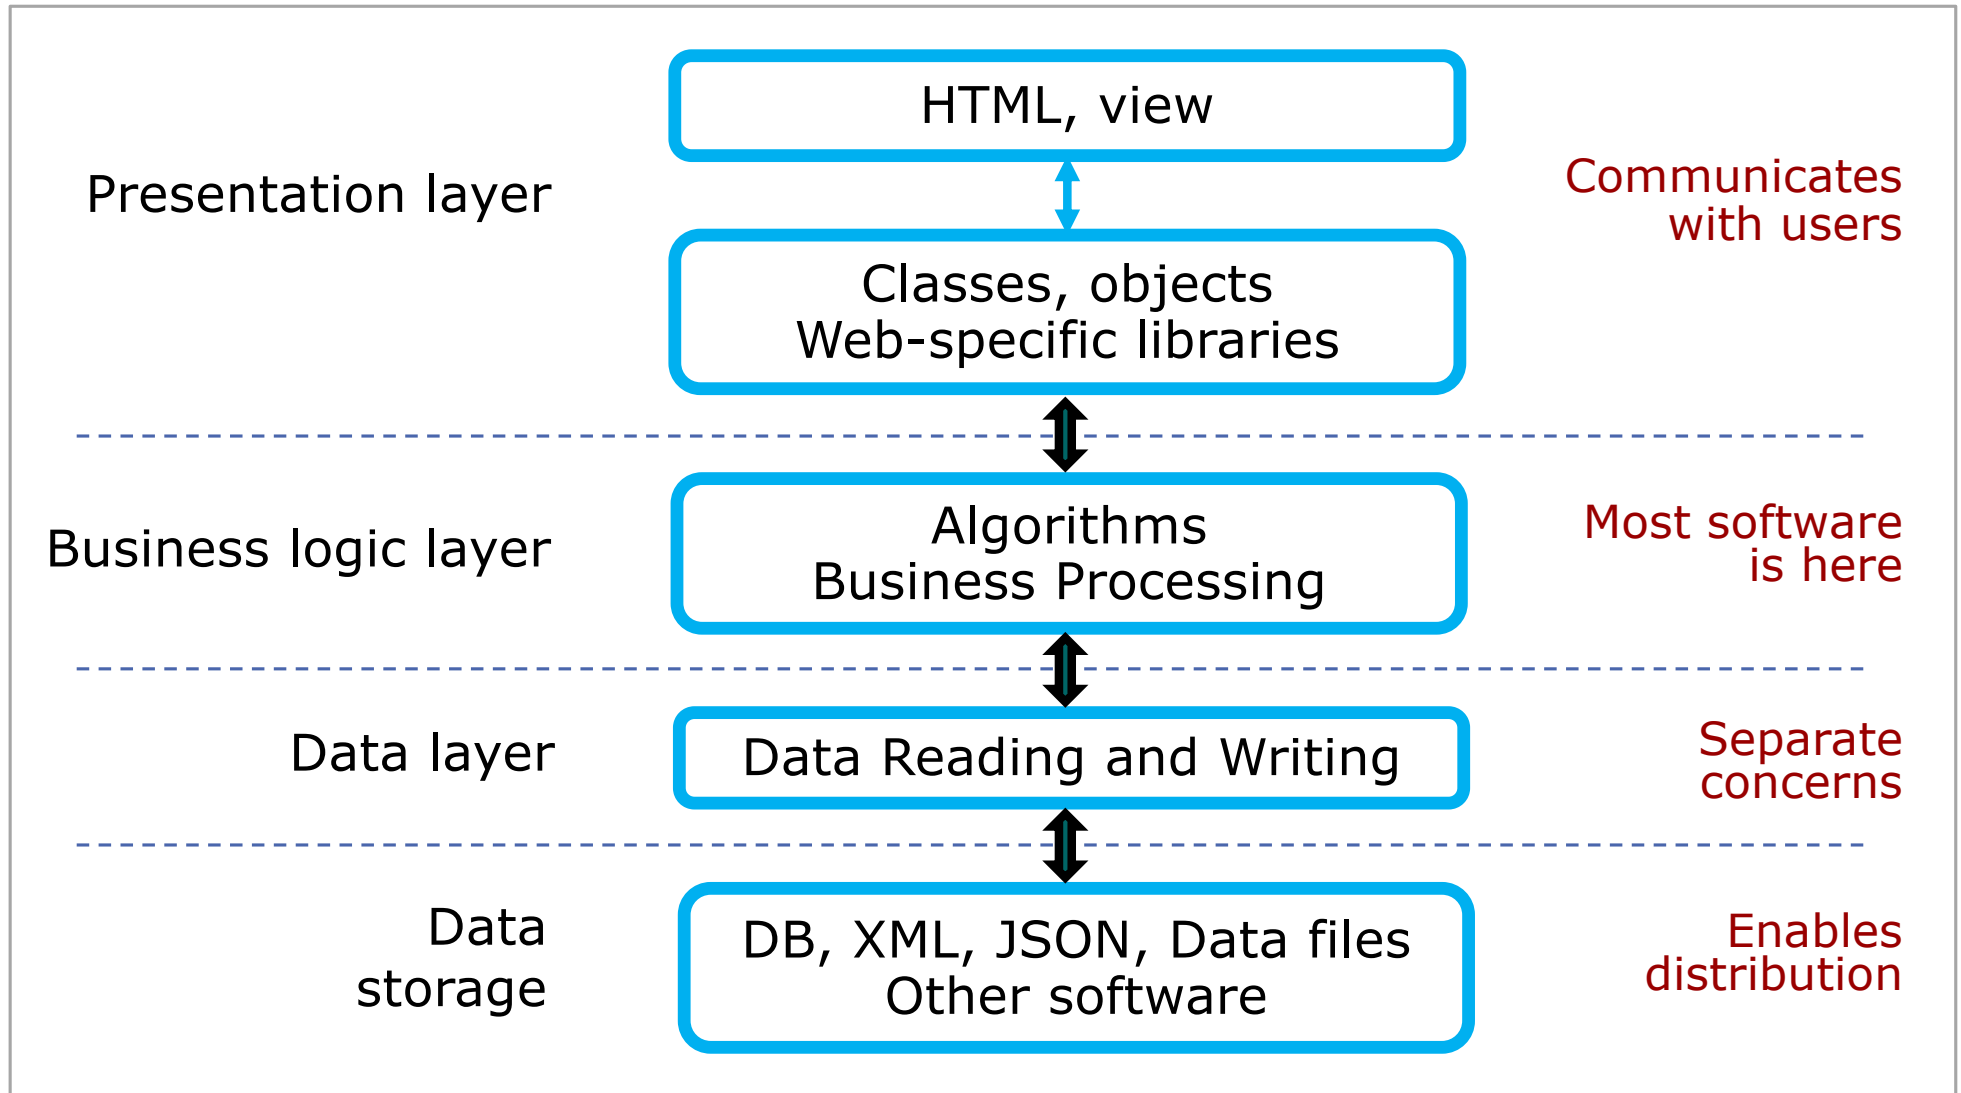 HTML, view
Presentation layer
Communicates
with users
Classes, objects
Web-specific libraries
Business logic layer
Algorithms
Business Processing
Most software
is here
Data layer
Data Reading and Writing
Separate
concerns
Data
storage
DB, XML, JSON, Data files
Other software
Enables
distribution